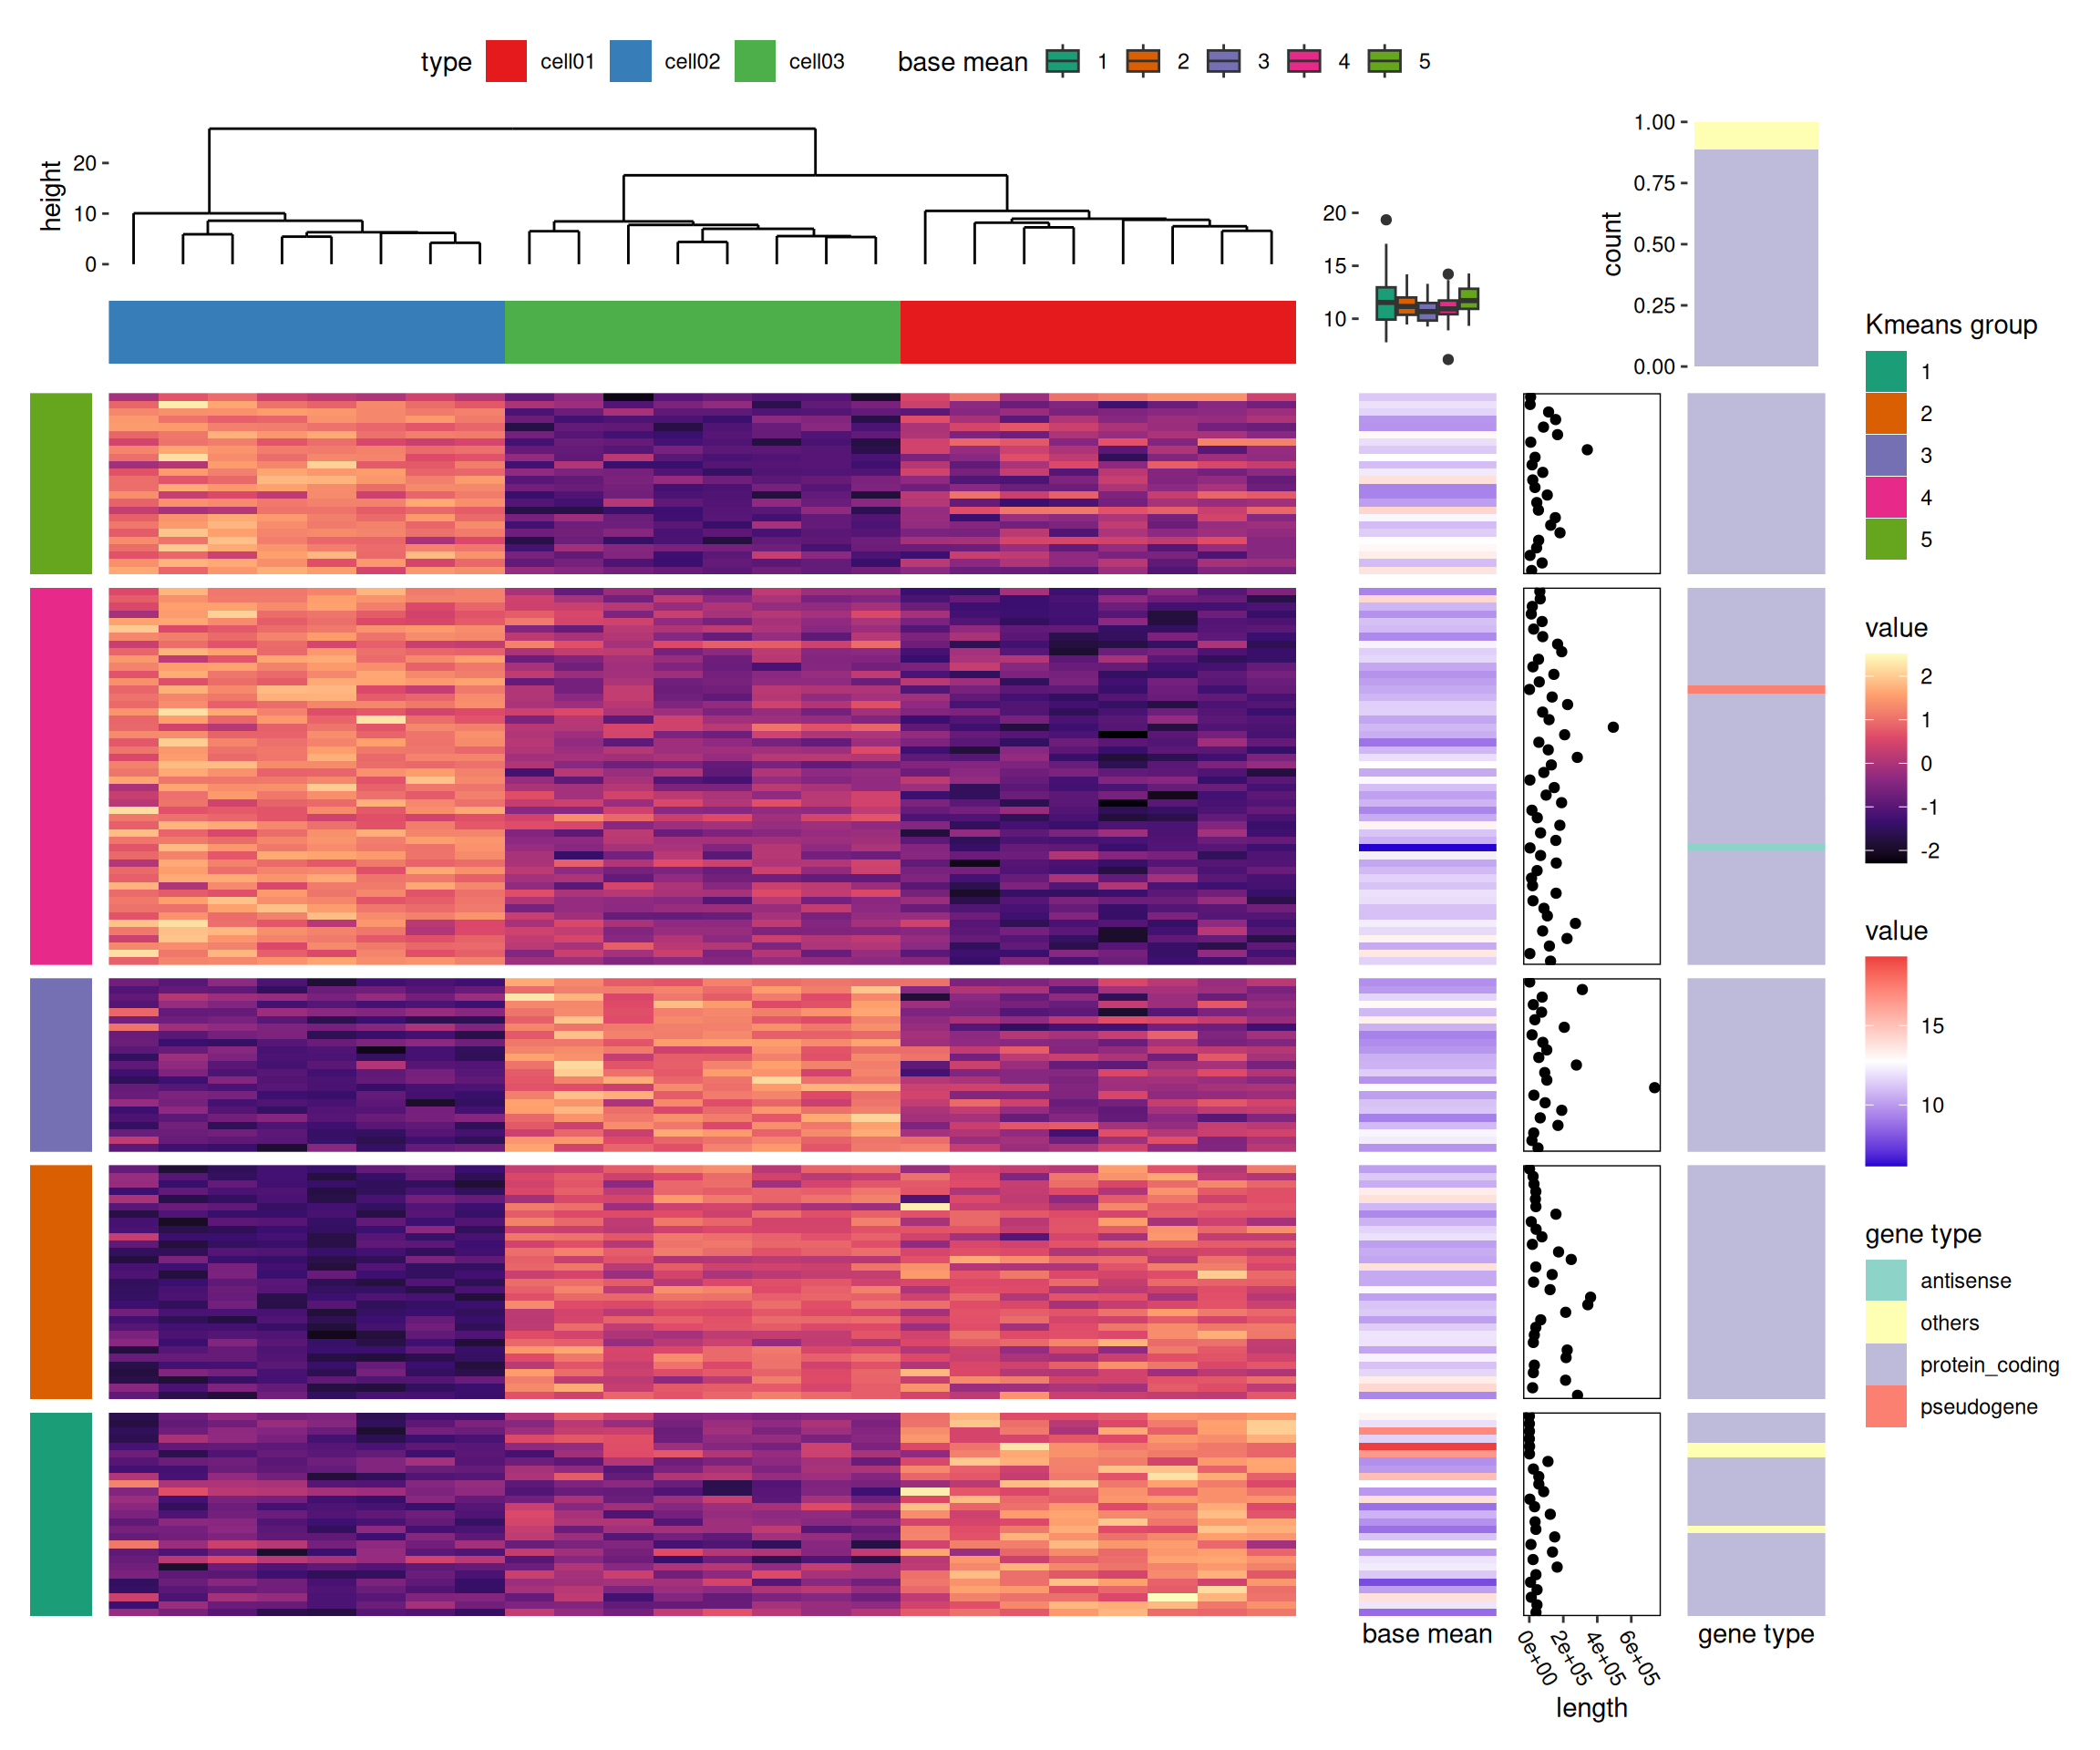 type cell01 cell02 cell03 base mean 1 2 3 4 5
height
20
10
0
20
15
10
count
1.00
0.75
0.50
0.25
0.00
Kmeans group
1
2
3
4
5
value
2
1
0
-1
-2
value
15
10
gene type
antisense
others
protein_coding
pseudogene
base mean
0e+00 2e+05 4e+05 6e+05
length
gene type